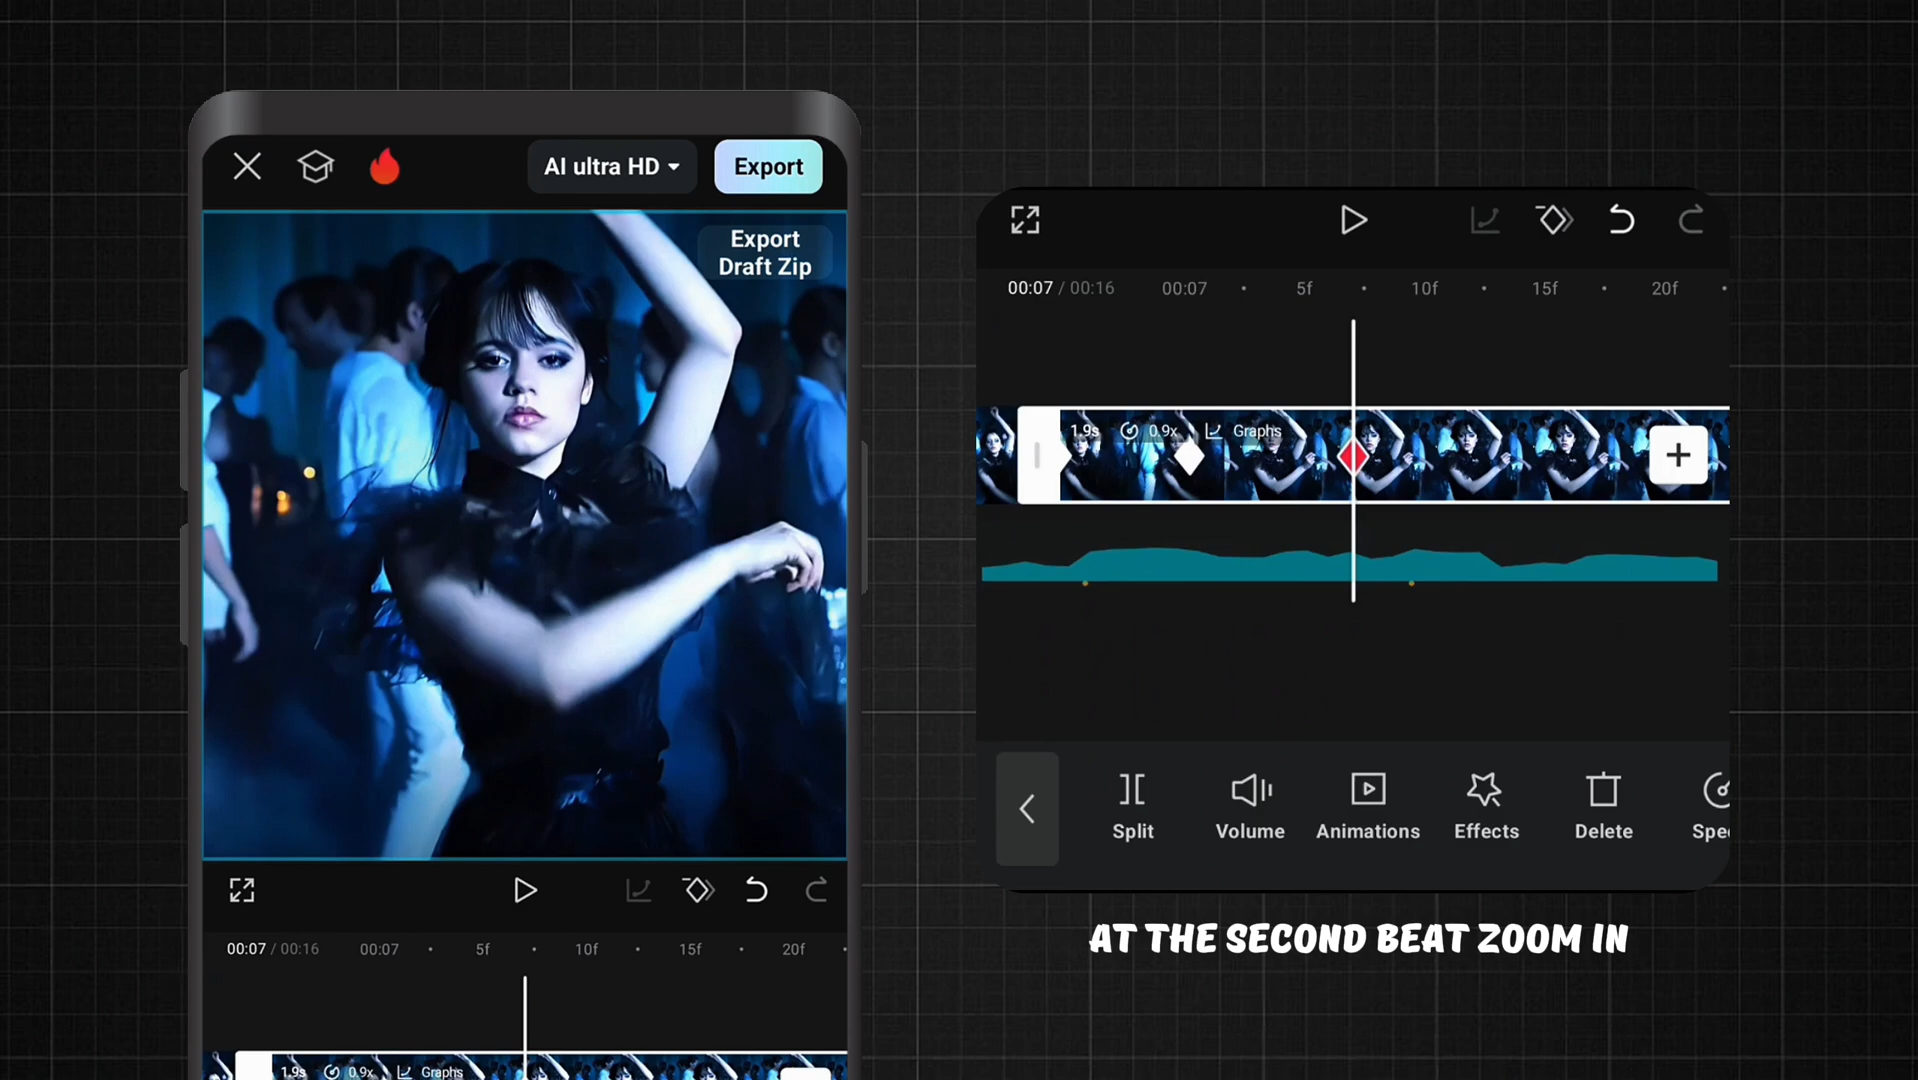 AI ultra HD
Export
Export
Draft Zip
00:07 / 00:16 00:07 5f 10f 15f 20f
1.9s 0.9x Graphs
00:07 / 00:16 00:07 5f 10f 15f 20f
1.9s 0.9x Graphs
Split Volume Animations Effects Delete Spee
AT THE SECOND BEAT ZOOM IN